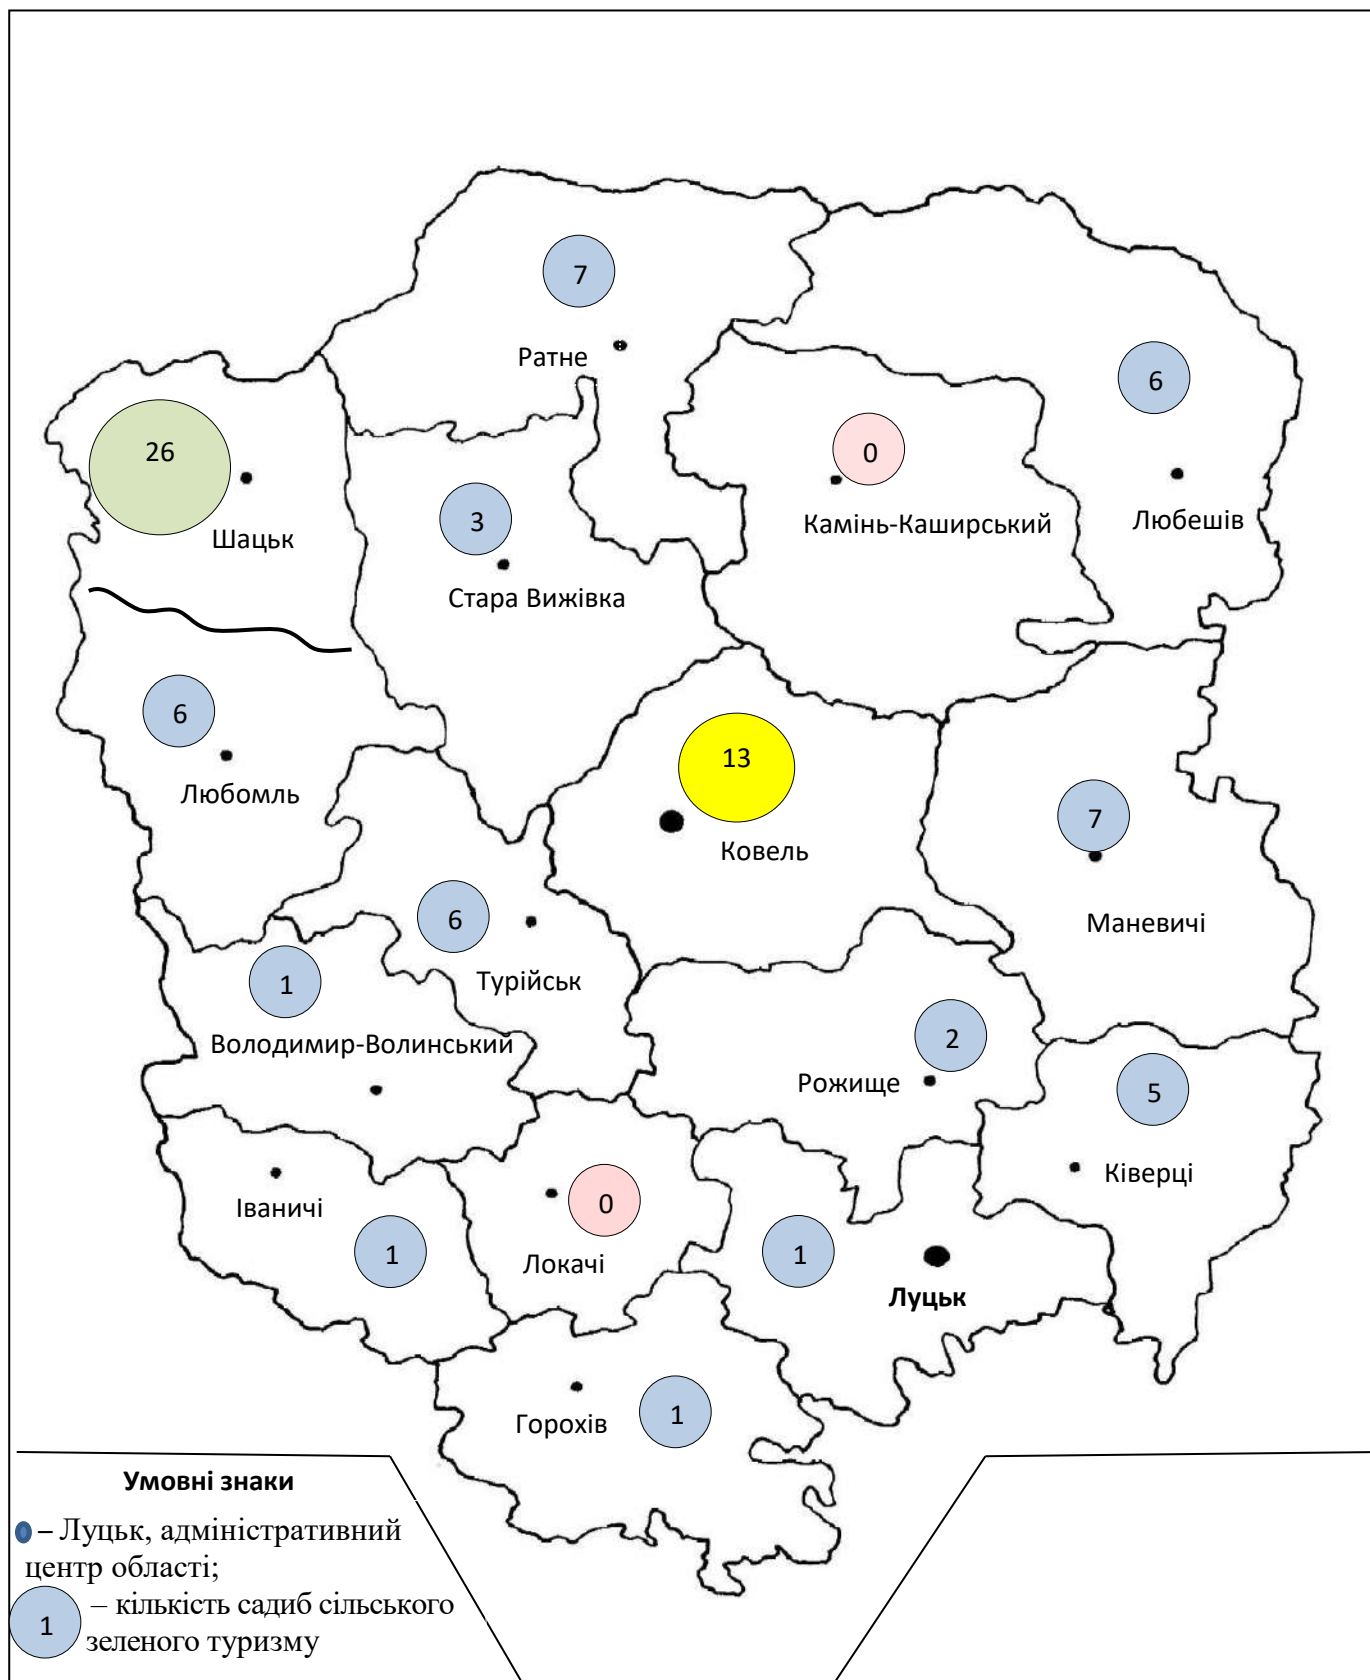 7
Ратне
6
26
0
Шацьк
3
Камінь-Каширський
Любешів
Стара Вижівка
6
13
Любомль
7
Ковель
6
Маневичі
1
Турійськ
Володимир-Волинський
2
Рожище
5
Ківерці
Іваничі
0
1
Локачі
1
Луцьк
Горохів
1
Умовні знаки
– Луцьк, адміністративний
центр області;
1 – кількість садиб сільського
зеленого туризму